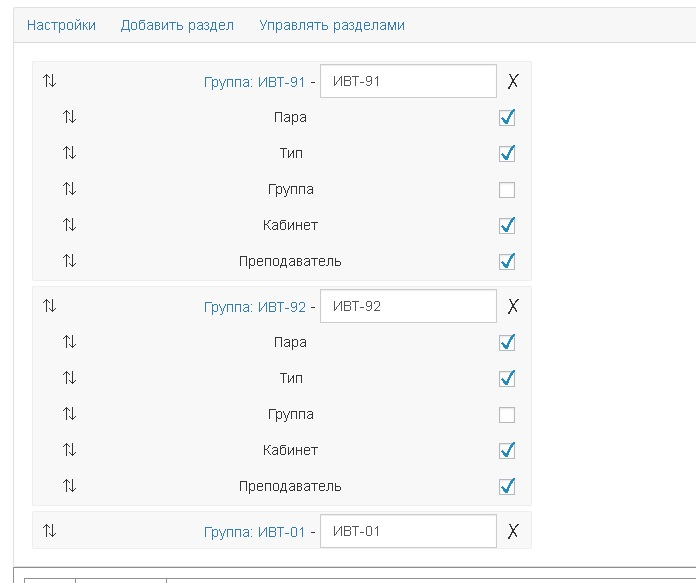 Настройки Добавить раздел Управлять разделами
Группа: ИВТ-91 - ИВТ-91 X
Пара
Тип
Группа
Кабинет
Преподаватель
Группа: ИВТ-92 - ИВТ-92 X
Пара
Тип
Группа
Кабинет
Преподаватель
Группа: ИВТ-01 - ИВТ-01 X